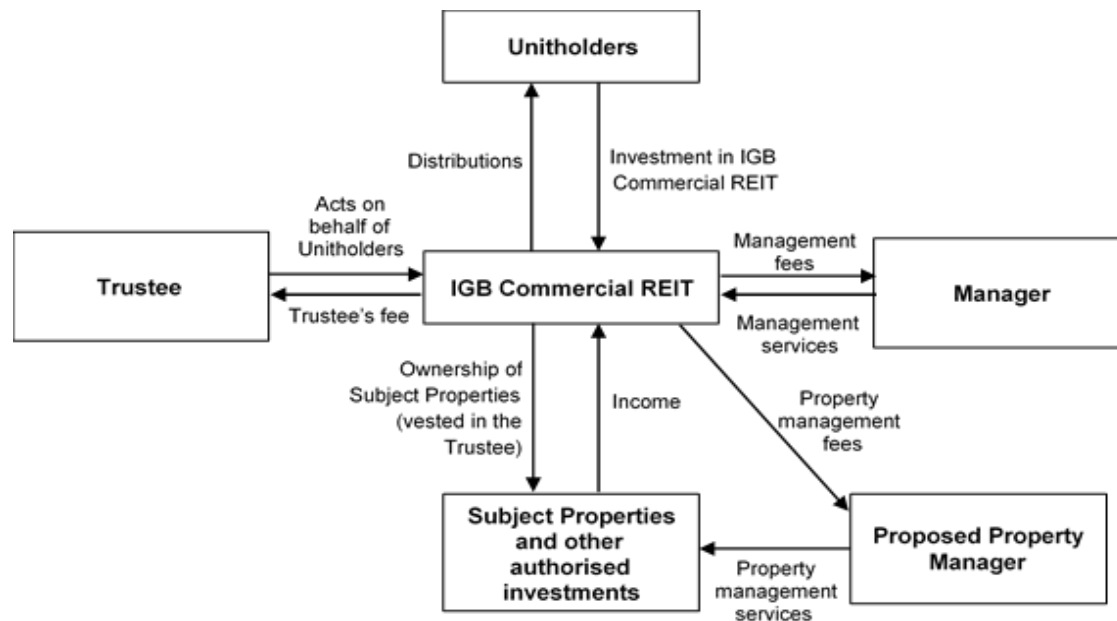 Unitholders
Distributions
Investment in IGB
Commercial REIT
Acts on
behalf of
Unitholders
Trustee
Trustee's fee
IGB Commercial REIT
Management
fees
Management
services
Manager
Ownership of
Subject Properties
(vested in the
Trustee)
Income
Property
management
fees
Subject Properties
and other
authorised
investments
Property
management
services
Proposed Property
Manager